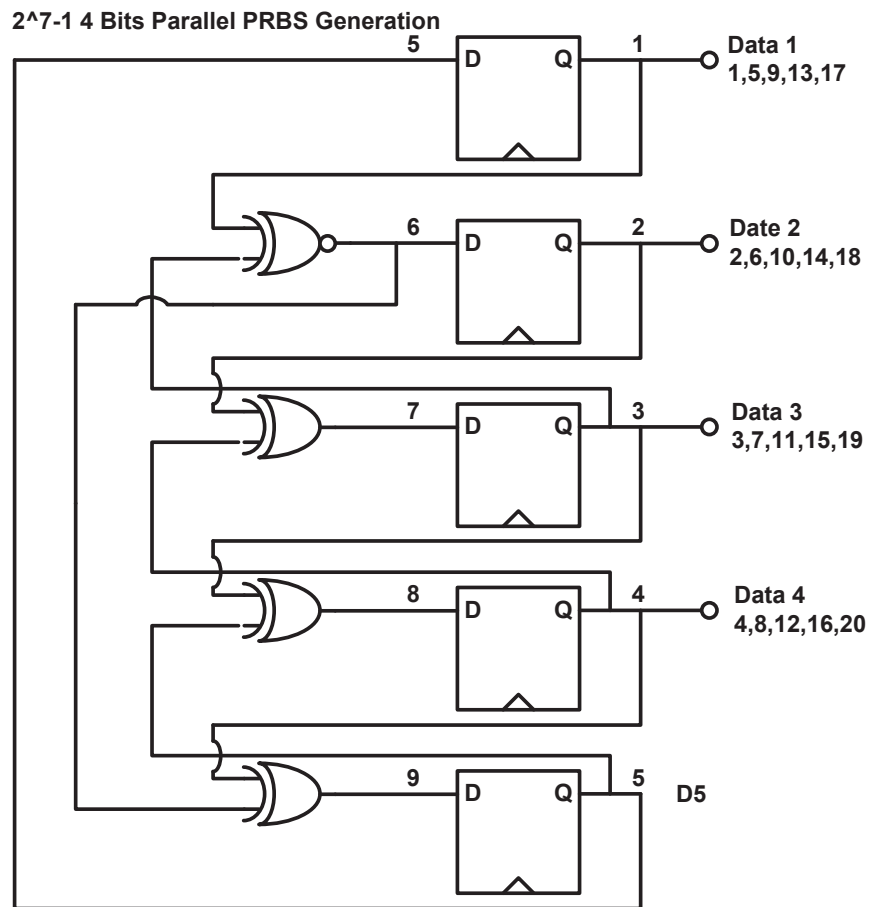 2^7-1 4 Bits Parallel PRBS Generation
5 D Q 1 Data 1
1,5,9,13,17
6 D Q 2 Date 2
2,6,10,14,18
7 D Q 3 Data 3
3,7,11,15,19
8 D Q 4 Data 4
4,8,12,16,20
9 D Q 5 D5